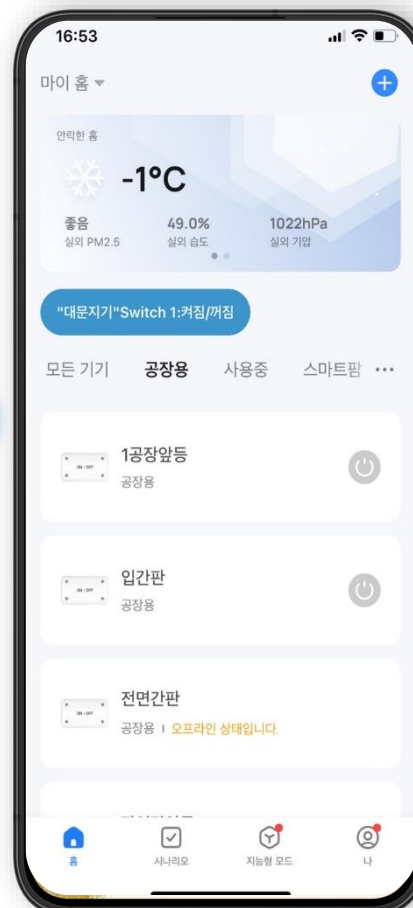 16:53
마이 홈
안락한 홈
-1°C
좋음 49.0% 1022hPa
실외 PM2.5 실외 습도 실외 기압
"대문지기"Switch 1:켜짐/꺼짐
모든 기기 공장용 사용중 스마트팜 ···
1공장앞등
ON / OFF
공장용
입간판
ON / OFF
공장용
전면간판
ON / OFF
공장용 | 오프라인 상태입니다.
홈 시나리오 지능형 모드 나